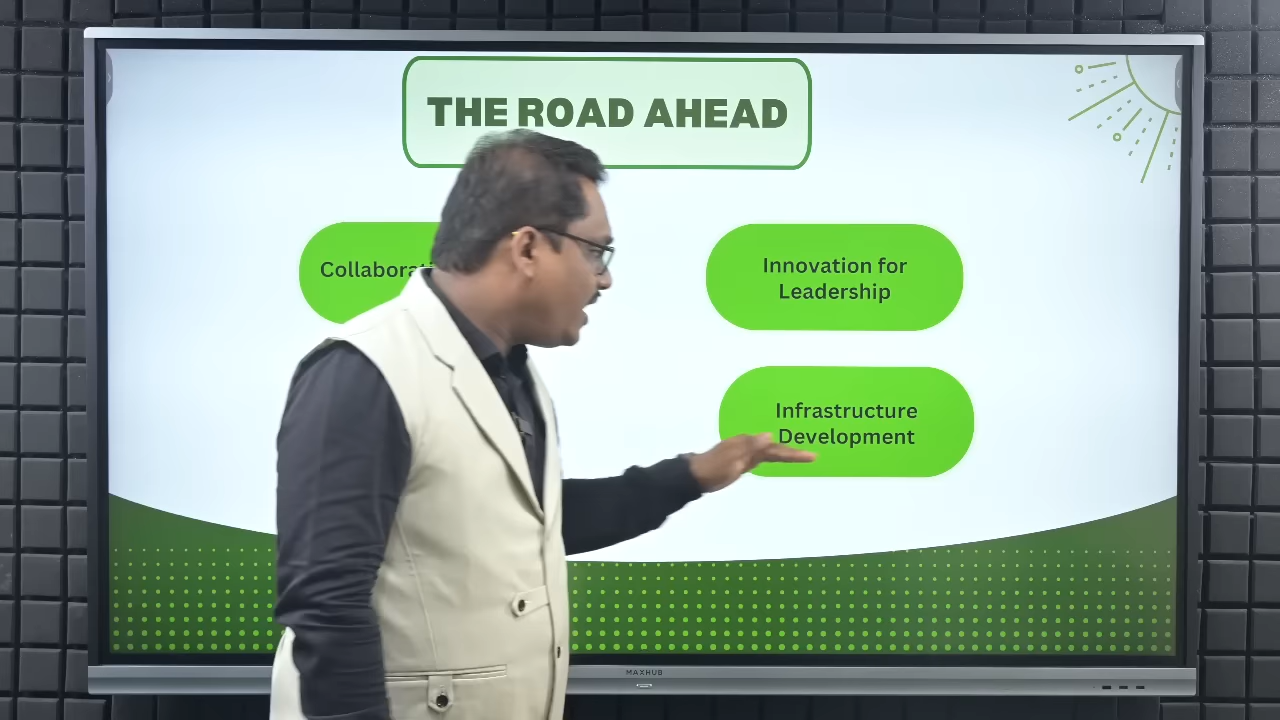 THE ROAD AHEAD
Innovation for
Leadership
Infrastructure
Development
MAXHUB